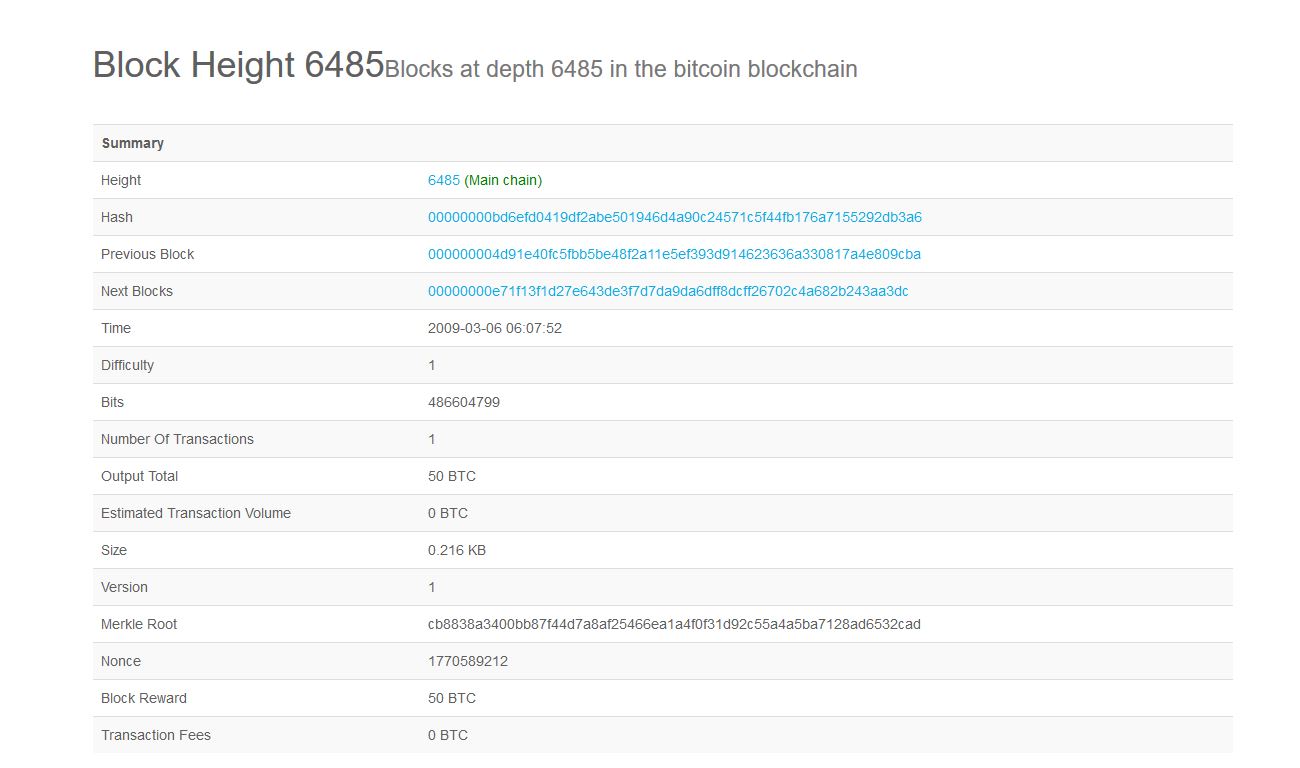 Block Height 6485 Blocks at depth 6485 in the bitcoin blockchain
Summary
Height 6485 (Main chain)
Hash 00000000bd6efd0419df2abe501946d4a90c24571c5f44fb176a7155292db3a6
Previous Block 000000004d91e40fc5fbb5be48f2a11e5ef393d914623636a330817a4e809cba
Next Blocks 00000000e71f13f1d27e643de3f7d7da9da6dff8dcff26702c4a682b243aa3dc
Time 2009-03-06 06:07:52
Difficulty 1
Bits 486604799
Number Of Transactions 1
Output Total 50 BTC
Estimated Transaction Volume 0 BTC
Size 0.216 KB
Version 1
Merkle Root cb8838a3400bb87f44d7a8af25466ea1a4f0f31d92c55a4a5ba7128ad6532cad
Nonce 1770589212
Block Reward 50 BTC
Transaction Fees 0 BTC